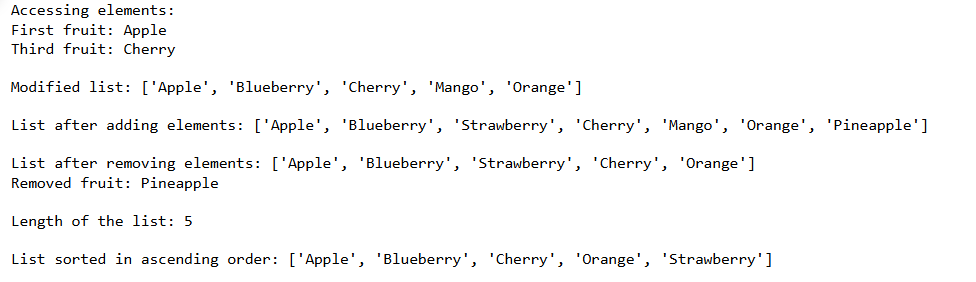 Accessing elements:
First fruit: Apple
Third fruit: Cherry
Modified list: ['Apple', 'Blueberry', 'Cherry', 'Mango', 'Orange']
List after adding elements: ['Apple', 'Blueberry', 'Strawberry', 'Cherry', 'Mango', 'Orange', 'Pineapple']
List after removing elements: ['Apple', 'Blueberry', 'Strawberry', 'Cherry', 'Orange']
Removed fruit: Pineapple
Length of the list: 5
List sorted in ascending order: ['Apple', 'Blueberry', 'Cherry', 'Orange', 'Strawberry']